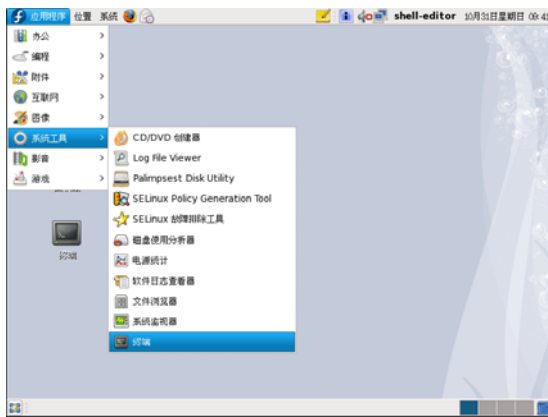 应用程序 位置 系统 shell-editor 10月31日星期日 09:42
办公
编程
附件
互联网
图像
系统工具
影音
游戏
CD/DVD 创建器
Log File Viewer
Palimpsest Disk Utility
SELinux Policy Generation Tool
SELinux 故障排除工具
磁盘使用分析器
电源统计
软件日志查看器
文件浏览器
系统监视器
终端
终端